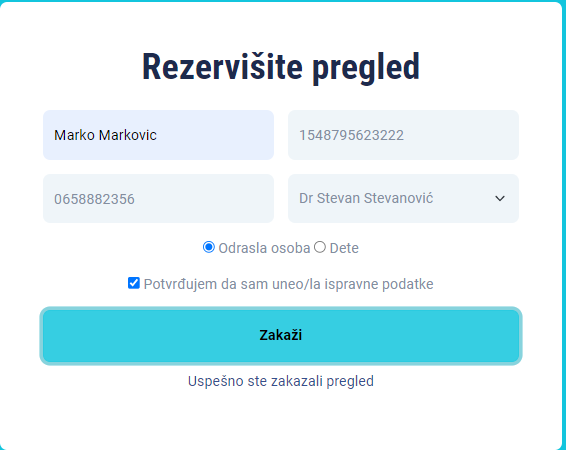 Rezervišite pregled
Marko Markovic
1548795623222
0658882356
Dr Stevan Stevanović
Odrasla osoba Dete
Potvrđujem da sam uneo/la ispravne podatke
Zakaži
Uspešno ste zakazali pregled